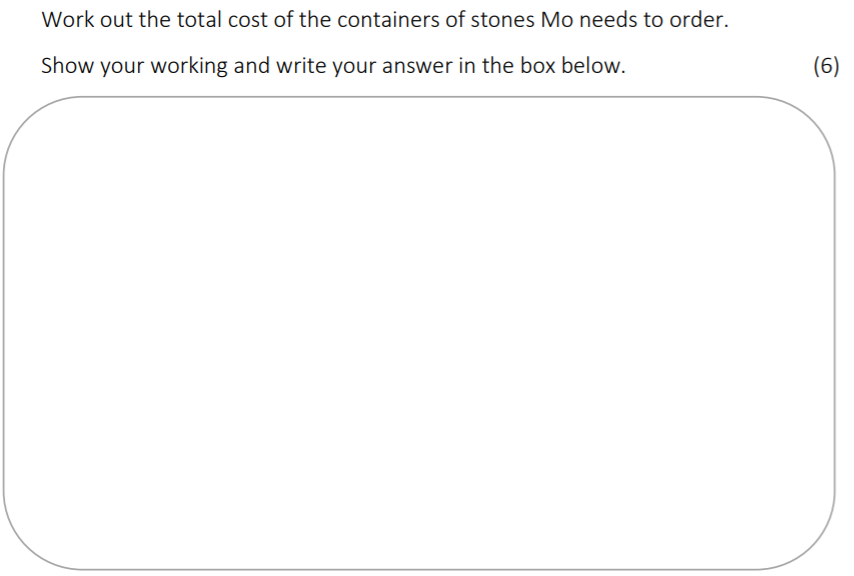 Work out the total cost of the containers of stones Mo needs to order.
Show your working and write your answer in the box below. (6)